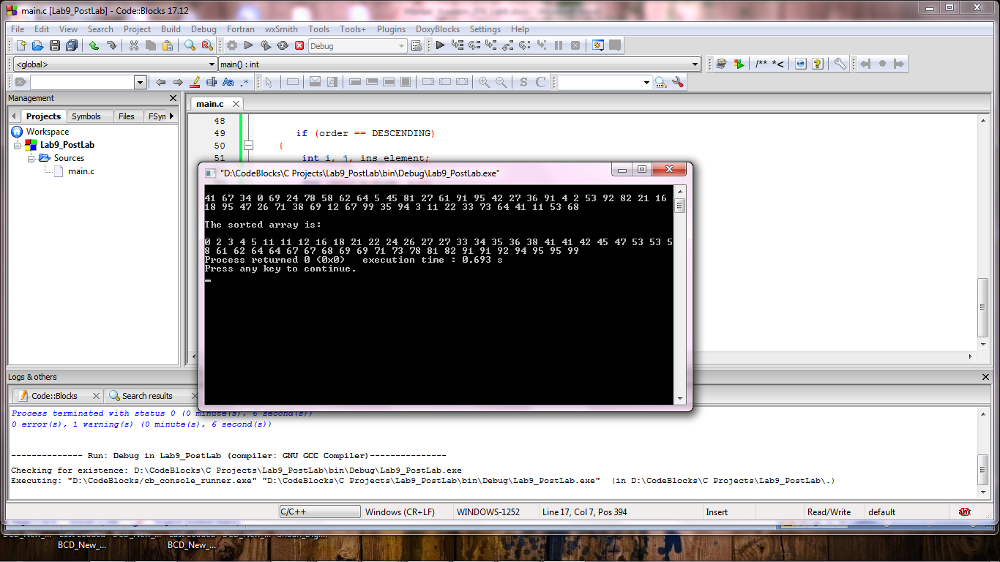 main.c [Lab9_PostLab] - Code::Blocks 17.12
File Edit View Search Project Build Debug Fortran wxSmith Tools Tools+ Plugins DoxyBlocks Settings Help
Debug
<global> main() : int
/** *<
Management
main.c
Projects Symbols Files FSym
Workspace
Lab9_PostLab
Sources
main.c
48
49 if (order == DESCENDING)
50 {
51 int i, j, ins_element;
"D:\CodeBlocks\C Projects\Lab9_PostLab\bin\Debug\Lab9_PostLab.exe"
41 67 34 0 69 24 78 58 62 64 5 45 81 27 61 91 95 42 27 36 91 4 2 53 92 82 21 16
18 95 47 26 71 38 69 12 67 99 35 94 3 11 22 33 73 64 41 11 53 68
The sorted array is:
0 2 3 4 5 11 11 12 16 18 21 22 24 26 27 27 33 34 35 36 38 41 41 42 45 47 53 53 5
8 61 62 64 64 67 67 68 69 69 71 73 78 81 82 91 91 92 94 95 95 99
Process returned 0 (0x0) execution time : 0.693 s
Press any key to continue.
Logs & others
Code::Blocks Search results
Process terminated with status 0 (0 minute(s), 6 second(s))
0 error(s), 1 warning(s) (0 minute(s), 6 second(s))
-------------- Run: Debug in Lab9_PostLab (compiler: GNU GCC Compiler)---------------
Checking for existence: D:\CodeBlocks\C Projects\Lab9_PostLab\bin\Debug\Lab9_PostLab.exe
Executing: "D:\CodeBlocks/cb_console_runner.exe" "D:\CodeBlocks\C Projects\Lab9_PostLab\bin\Debug\Lab9_PostLab.exe" (in D:\CodeBlocks\C Projects\Lab9_PostLab\.)
C/C++ Windows (CR+LF) WINDOWS-1252 Line 17, Col 7, Pos 394 Insert Read/Write default
BCD_New_... Last Loaded BCD_New_... Last Loaded BCD_New_...
BCD_New_... BCD_New_...